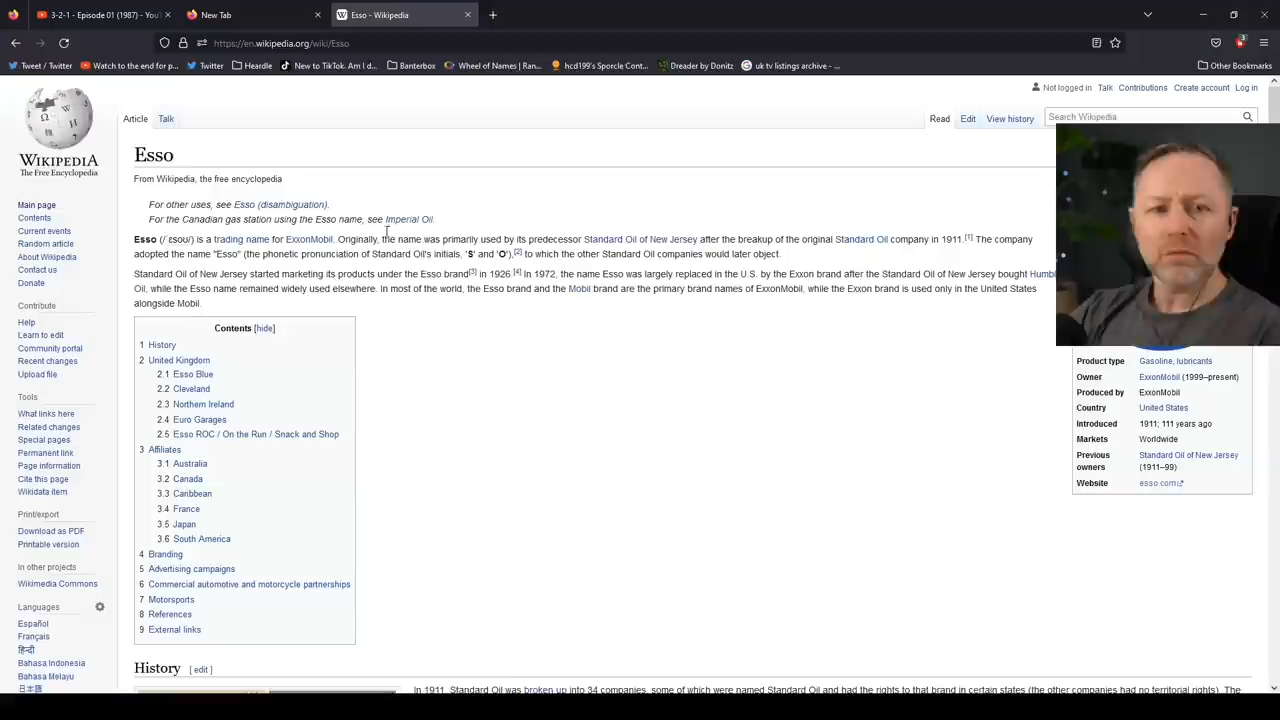 3-2-1 - Episode 01 (1987) - You
New Tab
Esso - Wikipedia
https://en.wikipedia.org/wiki/Esso
3
Tweet / Twitter
Watch to the end for p...
Twitter
Heardle
New to TikTok. Am I d...
Banterbox
Wheel of Names | Ran...
hcd199's Sporcle Cont...
Dreader by Donitz
uk tv listings archive - ...
Other Bookmarks
Not logged in Talk Contributions Create account Log in
Article Talk
Read Edit View history
Search Wikipedia
WIKIPEDIA
The Free Encyclopedia
Main page
Contents
Current events
Random article
About Wikipedia
Contact us
Donate
Contribute
Help
Learn to edit
Community portal
Recent changes
Upload file
Tools
What links here
Related changes
Special pages
Permanent link
Page information
Cite this page
Wikidata item
Print/export
Download as PDF
Printable version
In other projects
Wikimedia Commons
Languages
Español
Français
हिन्दी
Bahasa Indonesia
Bahasa Melayu
日本語
Esso
From Wikipedia, the free encyclopedia
For other uses, see Esso (disambiguation).
For the Canadian gas station using the Esso name, see Imperial Oil.
Esso (/ˈɛsoʊ/) is a trading name for ExxonMobil. Originally, the name was primarily used by its predecessor Standard Oil of New Jersey after the breakup of the original Standard Oil company in 1911.[1] The company
adopted the name "Esso" (the phonetic pronunciation of Standard Oil's initials, 'S' and 'O'),[2] to which the other Standard Oil companies would later object.
Standard Oil of New Jersey started marketing its products under the Esso brand[3] in 1926.[4] In 1972, the name Esso was largely replaced in the U.S. by the Exxon brand after the Standard Oil of New Jersey bought Humbl
Oil, while the Esso name remained widely used elsewhere. In most of the world, the Esso brand and the Mobil brand are the primary brand names of ExxonMobil, while the Exxon brand is used only in the United States
alongside Mobil.
Contents [hide]
1 History
2 United Kingdom
2.1 Esso Blue
2.2 Cleveland
2.3 Northern Ireland
2.4 Euro Garages
2.5 Esso ROC / On the Run / Snack and Shop
3 Affiliates
3.1 Australia
3.2 Canada
3.3 Caribbean
3.4 France
3.5 Japan
3.6 South America
4 Branding
5 Advertising campaigns
6 Commercial automotive and motorcycle partnerships
7 Motorsports
8 References
9 External links
Product type Gasoline, lubricants
Owner ExxonMobil (1999–present)
Produced by ExxonMobil
Country United States
Introduced 1911; 111 years ago
Markets Worldwide
Previous owners Standard Oil of New Jersey (1911–99)
Website esso.com
History [ edit ]
In 1911, Standard Oil was broken up into 34 companies, some of which were named Standard Oil and had the rights to that brand in certain states (the other companies had no territorial rights). The